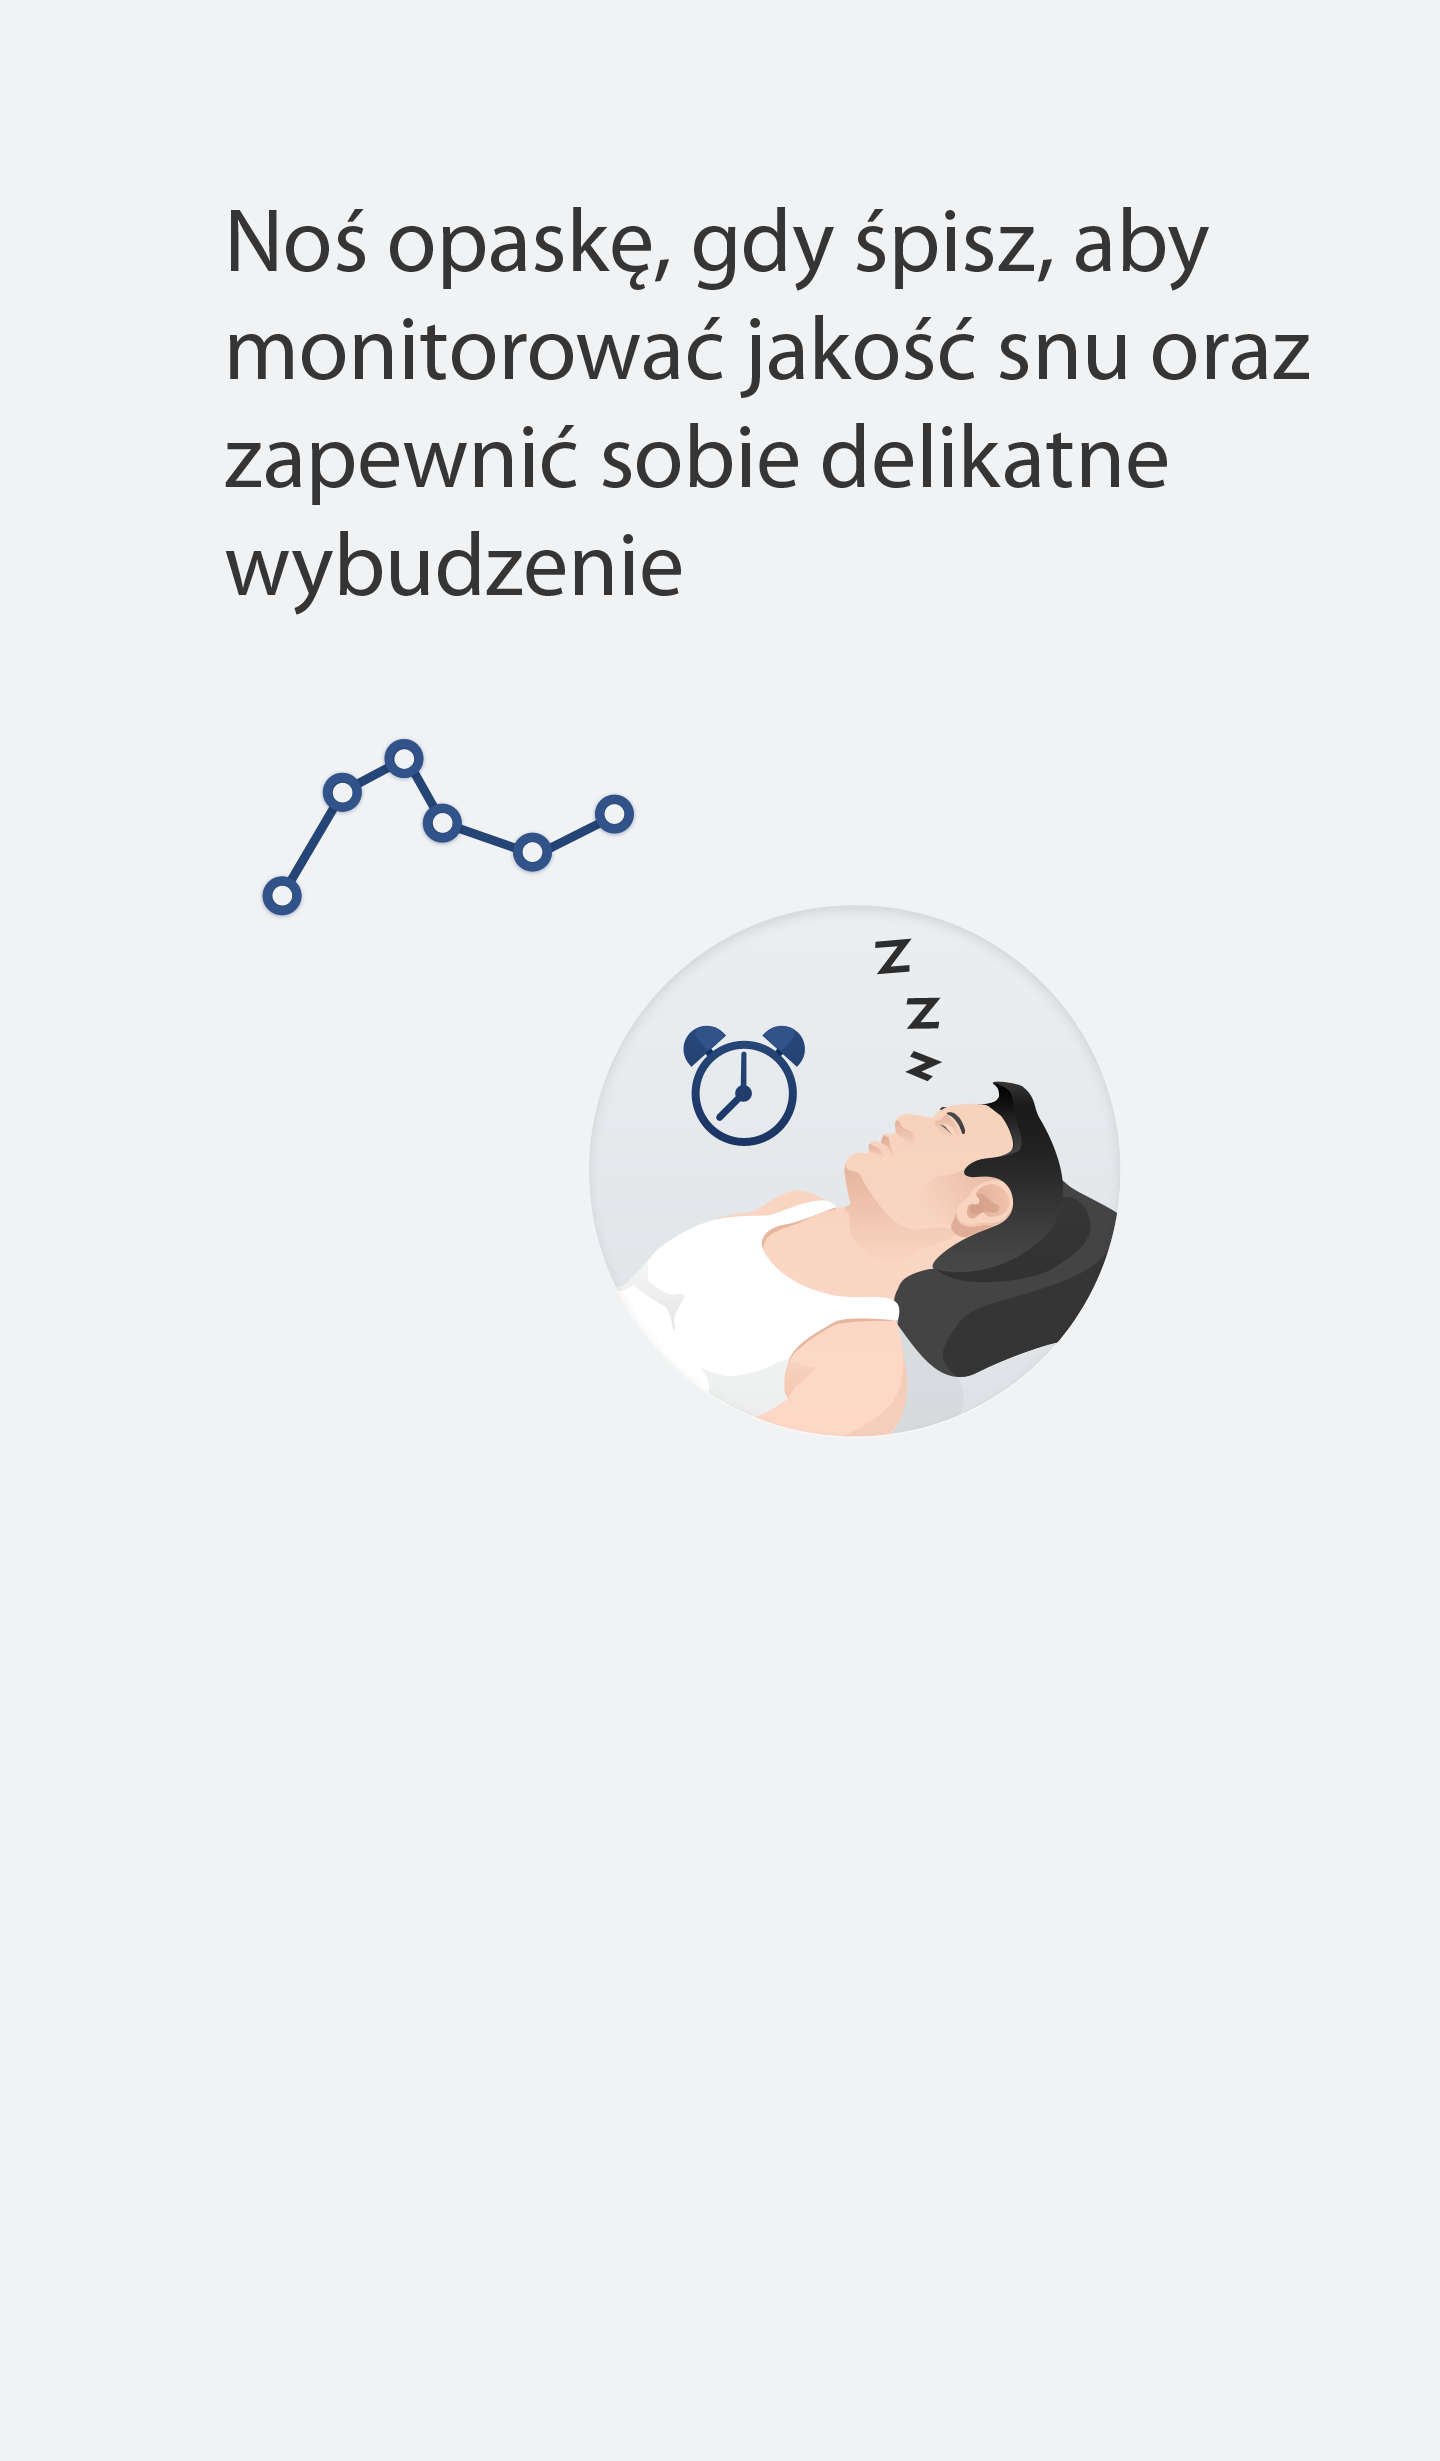 Noś opaskę, gdy śpisz, aby
monitorować jakość snu oraz
zapewnić sobie delikatne
wybudzenie
z
z
z